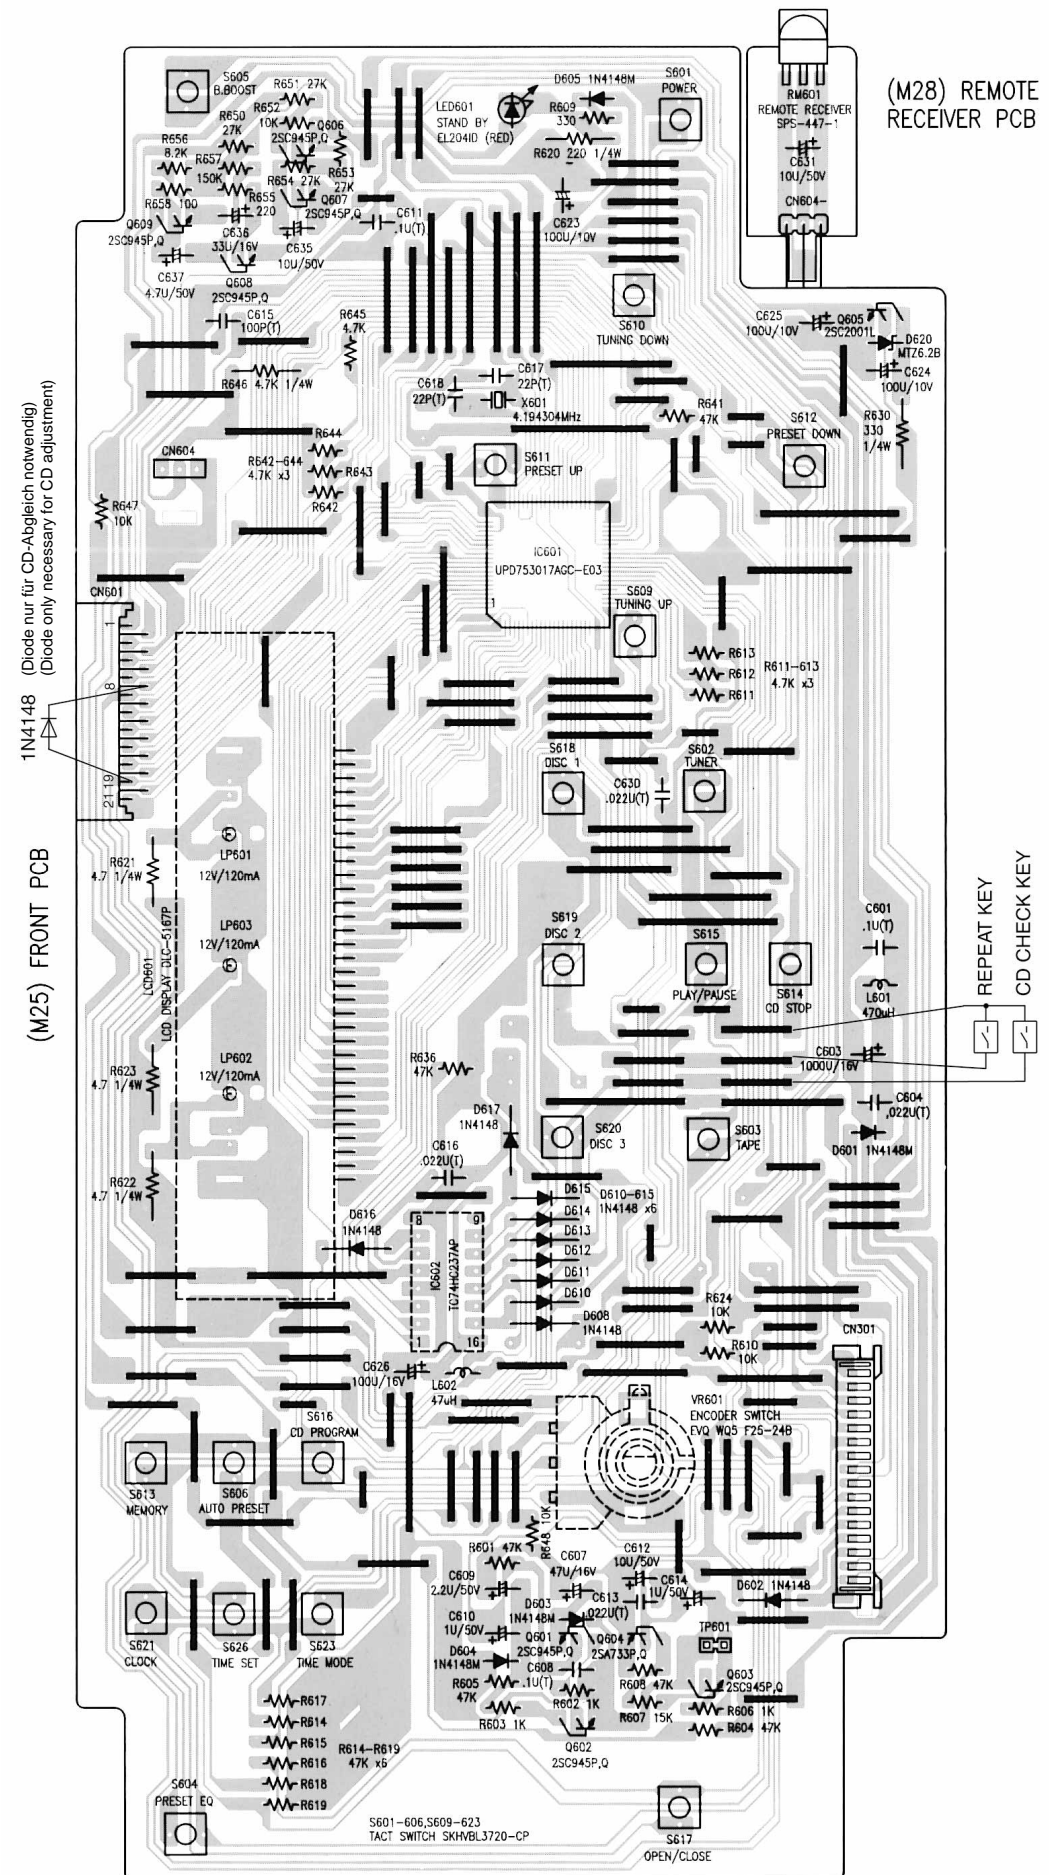 (M28) REMOTE
RECEIVER PCB
RM601
REMOTE RECEIVER
SPS-447-1
C631
10U/50V
CN604-
S605
B.BOOST
R651 27K
R652
10K
R650
27K
Q606
2SC945P,Q
R656
8.2K
R657
150K
R653
27K
R654 27K
R655
220
R658 100
Q607
2SC945P,Q
Q609
2SC945P,Q
C636
33U/16V
C635
10U/50V
C637
4.7U/50V
Q608
2SC945P,Q
C611
.1U(T)
LED601
STAND BY
EL204ID (RED)
D605 1N4148M
R609
330
R620 220 1/4W
S601
POWER
C623
100U/10V
C615
100P(T)
R645
4.7K
R646 4.7K 1/4W
S610
TUNING DOWN
C625
100U/10V
Q605
2SC2001L
D620
MTZ6.2B
C624
100U/10V
C617
22P(T)
C618
22P(T)
X601
4.194304MHz
R641
47K
S612
PRESET DOWN
R630
330
1/4W
CN604
R644
R642-644
4.7K x3
R643
R642
S611
PRESET UP
R647
10K
IC601
UPD753017AGC-E03
1
CN601
1
8
19
21
1N4148
(Diode nur für CD-Abgleich notwendig)
(Diode only necessary for CD adjustment)
S609
TUNING UP
R613
R612
R611
R611-613
4.7K x3
S618
DISC 1
S602
TUNER
C630
.022U(T)
(M25) FRONT PCB
R621
4.7 1/4W
LP601
12V/120mA
LCD601
LCD DISPLAY DLC-5167P
LP603
12V/120mA
LP602
12V/120mA
R623
4.7 1/4W
R622
4.7 1/4W
S619
DISC 2
S615
PLAY/PAUSE
S614
CD STOP
C601
.1U(T)
L601
470uH
C603
1000U/16V
C604
.022U(T)
D601 1N4148M
REPEAT KEY
CD CHECK KEY
R636
47K
D617
1N4148
C616
.022U(T)
S620
DISC 3
S603
TAPE
D616
1N4148
8
9
IC602
TC74HC237AP
1
16
D615
D614
D613
D612
D611
D610
D610-615
1N4148 x6
D608
1N4148
R624
10K
R610
10K
CN301
C626
100U/16V
L602
47uH
VR601
ENCODER SWITCH
EVQ WQ5 F25-24B
S616
CD PROGRAM
S613
MEMORY
S606
AUTO PRESET
R648 10K
R601 47K
C609
2.2U/50V
C607
47U/16V
C612
10U/50V
C614
1U/50V
C613
.022U(T)
D602 1N4148
D603
1N4148M
C610
1U/50V
Q601
2SC945P,Q
Q604
2SA733P,Q
TP601
D604
1N4148M
C608
.1U(T)
R605
47K
R602 1K
R603 1K
R608 47K
R607 15K
Q603
2SC945P,Q
R606 1K
R604 47K
Q602
2SC945P,Q
S621
CLOCK
S626
TIME SET
S623
TIME MODE
R617
R614
R615
R616
R618
R619
R614-R619
47K x6
S604
PRESET EQ
S601-606,S609-623
TACT SWITCH SKHVBL3720-CP
S617
OPEN/CLOSE